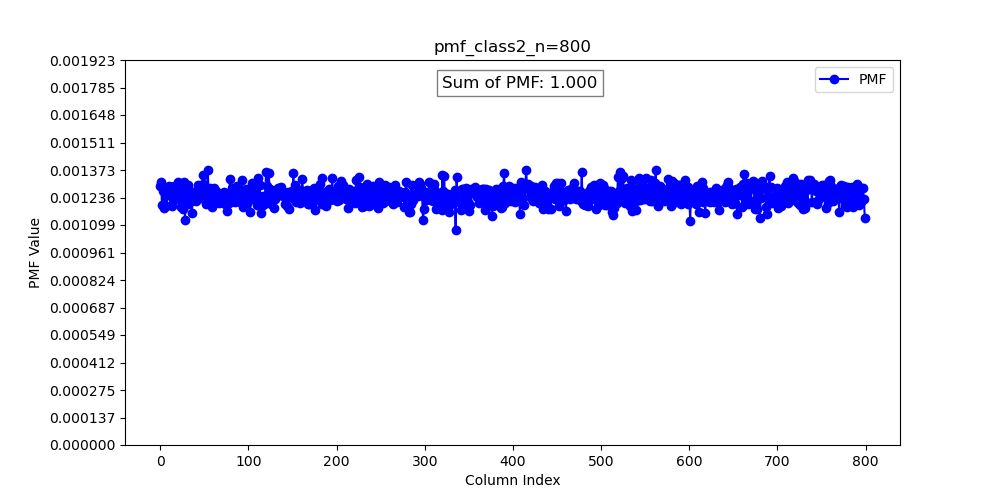 pmf_class2_n=800
Sum of PMF: 1.000
PMF
PMF Value
0.001923
0.001785
0.001648
0.001511
0.001373
0.001236
0.001099
0.000961
0.000824
0.000687
0.000549
0.000412
0.000275
0.000137
0.000000
0 100 200 300 400 500 600 700 800
Column Index